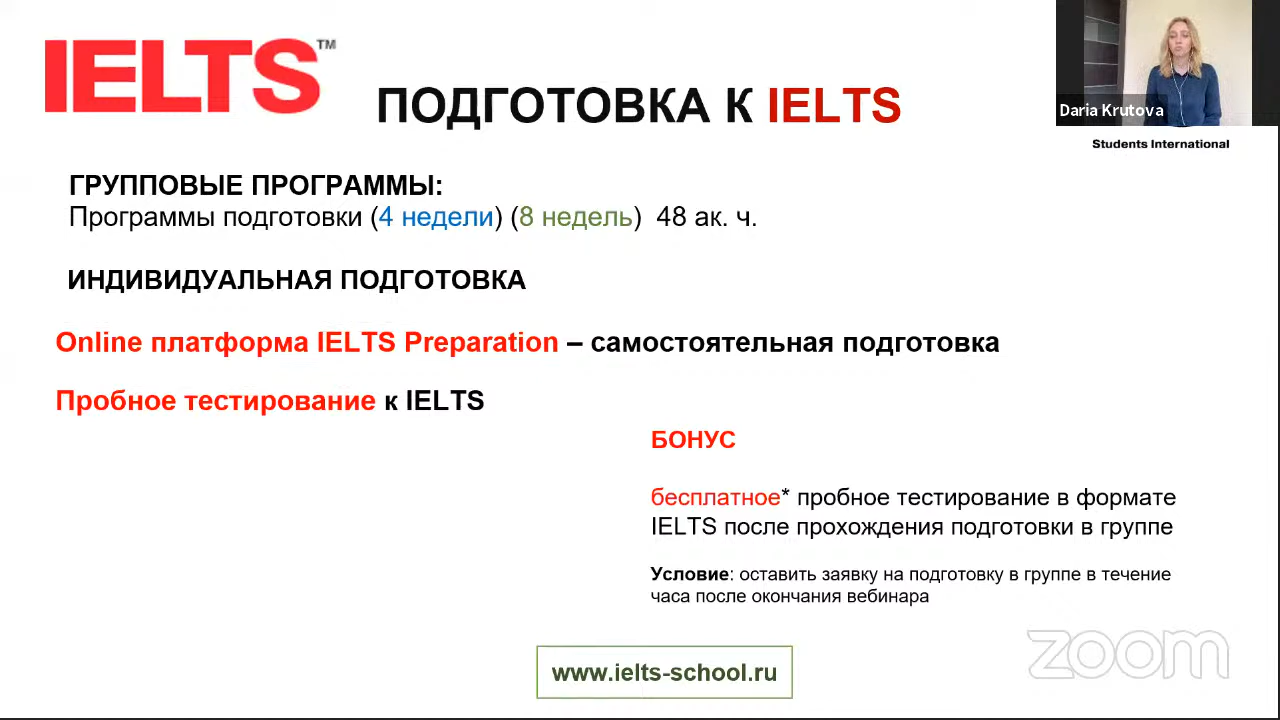 IELTS™
ПОДГОТОВКА К IELTS
Daria Krutova
Students International
ГРУППОВЫЕ ПРОГРАММЫ:
Программы подготовки (4 недели) (8 недель) 48 ак. ч.
ИНДИВИДУАЛЬНАЯ ПОДГОТОВКА
Online платформа IELTS Preparation – самостоятельная подготовка
Пробное тестирование к IELTS
БОНУС
бесплатное* пробное тестирование в формате
IELTS после прохождения подготовки в группе
Условие: оставить заявку на подготовку в группе в течение
часа после окончания вебинара
www.ielts-school.ru
zoom